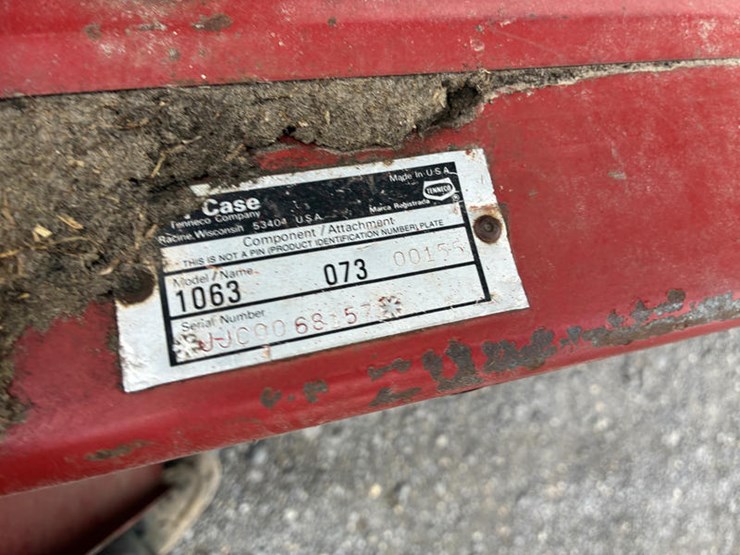 Case
Tenneco Company
Racine, Wisconsin 53404 U.S.A.
Made in U.S.A.
TENNECO
Marca Registrada
Component / Attachment
THIS IS NOT A PIN (PRODUCT IDENTIFICATION NUMBER) PLATE
Model / Name
1063 073
Serial Number